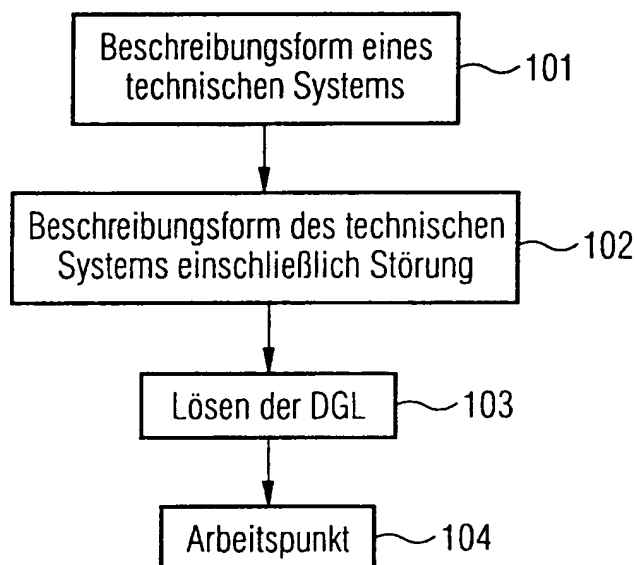 Beschreibungsform eines
technischen Systems
101
Beschreibungsform des technischen
Systems einschließlich Störung
102
Lösen der DGL
103
Arbeitspunkt
104